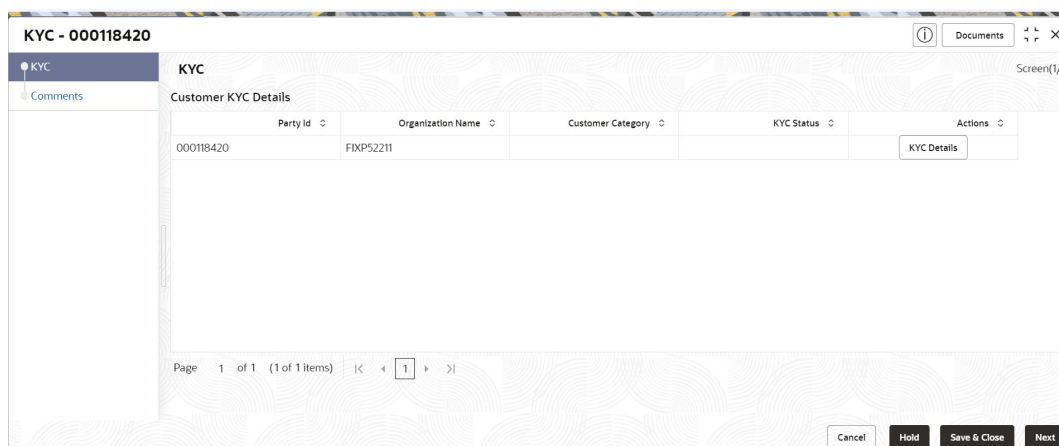 KYC - 000118420
Documents
KYC
Comments
KYC
Screen(1/
Customer KYC Details
Party Id Organization Name Customer Category KYC Status Actions
000118420 FIXP52211 KYC Details
Page 1 of 1 (1 of 1 items) 1
Cancel Hold Save & Close Next